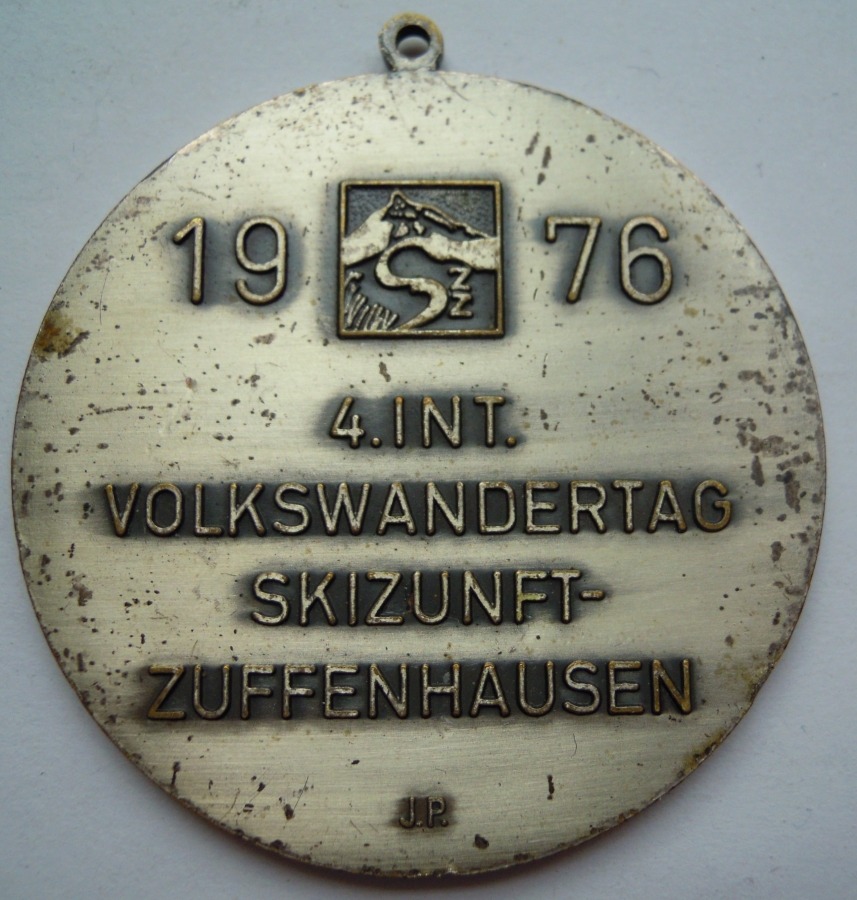 1976
4. INT.
VOLKSWANDERTAG
SKIZUNFT-
ZUFFENHAUSEN
J.P.